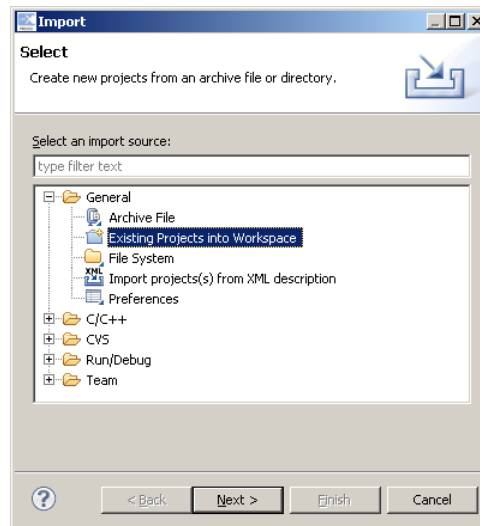 Import
Select
Create new projects from an archive file or directory.
Select an import source:
type filter text
General
Archive File
Existing Projects into Workspace
File System
XML
Import projects(s) from XML description
Preferences
C/C++
CVS
Run/Debug
Team
?
< Back
Next >
Finish
Cancel